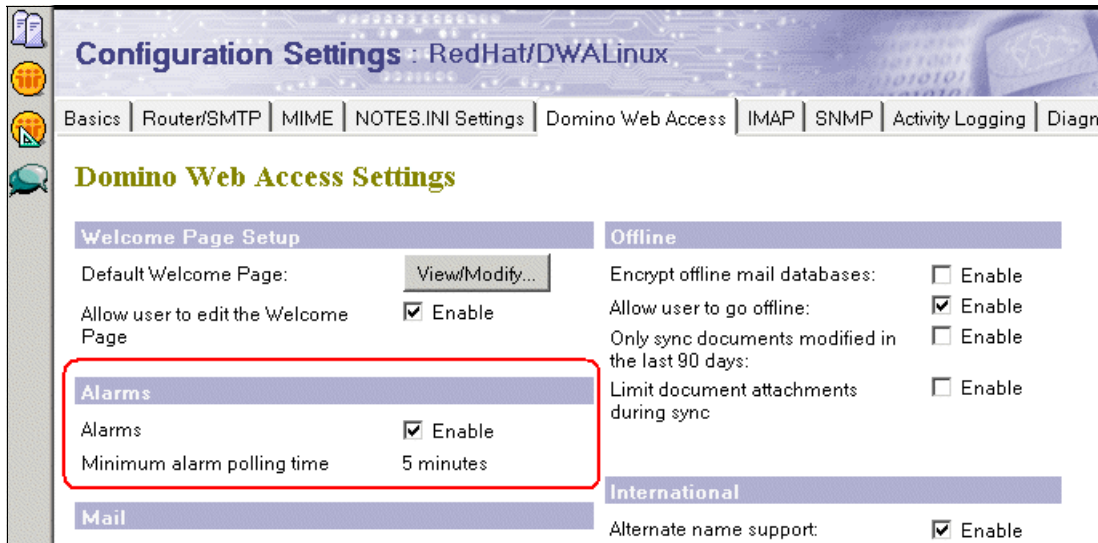 Configuration Settings : RedHat/DWALinux
Basics Router/SMTP MIME NOTES.INI Settings Domino Web Access IMAP SNMP Activity Logging Diagn
Domino Web Access Settings
Welcome Page Setup
Default Welcome Page: View/Modify...
Allow user to edit the Welcome Enable
Page
Alarms
Alarms Enable
Minimum alarm polling time 5 minutes
Mail
Offline
Encrypt offline mail databases: Enable
Allow user to go offline: Enable
Only sync documents modified in Enable
the last 90 days:
Limit document attachments Enable
during sync
International
Alternate name support: Enable